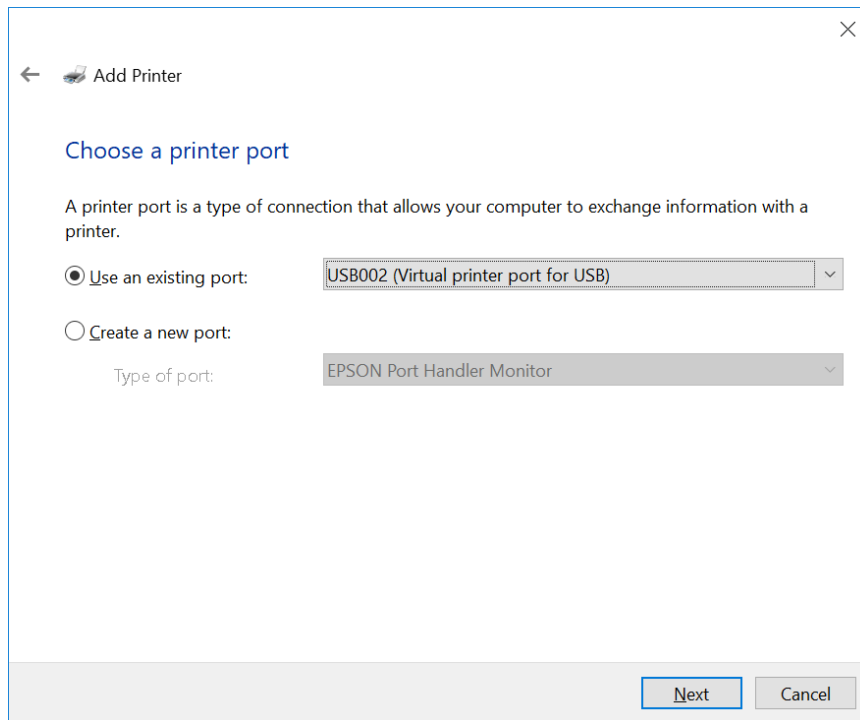 Add Printer
Choose a printer port
A printer port is a type of connection that allows your computer to exchange information with a
printer.
Use an existing port:
USB002 (Virtual printer port for USB)
Create a new port:
Type of port:
EPSON Port Handler Monitor
Next
Cancel